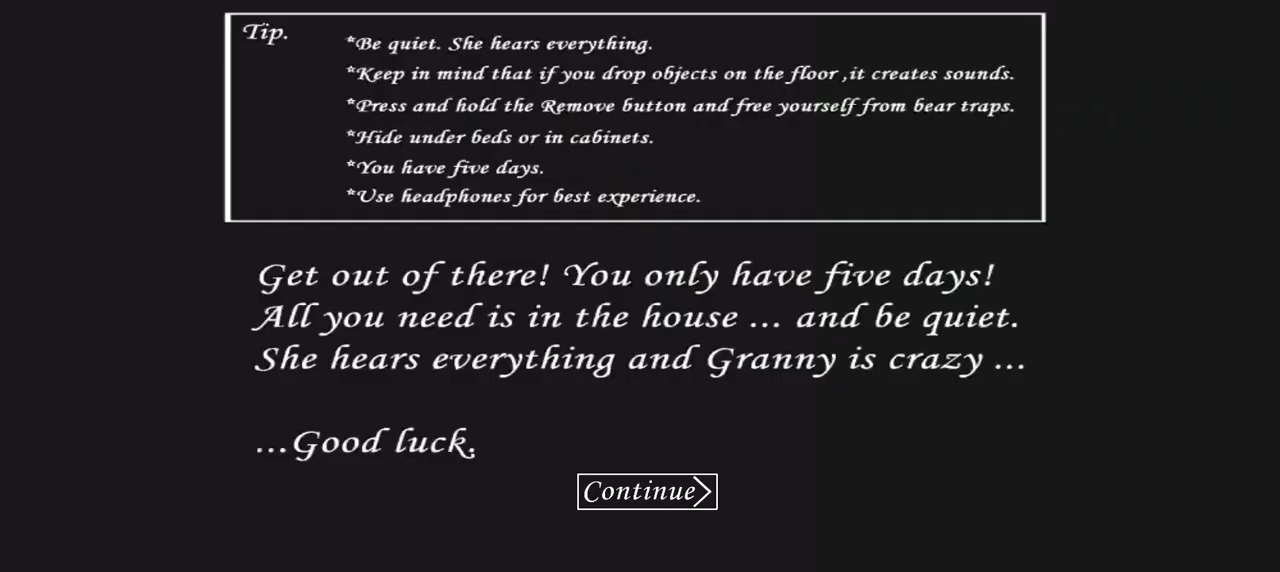 Tip.
*Be quiet. She hears everything.
*Keep in mind that if you drop objects on the floor ,it creates sounds.
*Press and hold the Remove button and free yourself from bear traps.
*Hide under beds or in cabinets.
*You have five days.
*Use headphones for best experience.
Get out of there! You only have five days!
All you need is in the house ... and be quiet.
She hears everything and Granny is crazy ...
...Good luck.
Continue